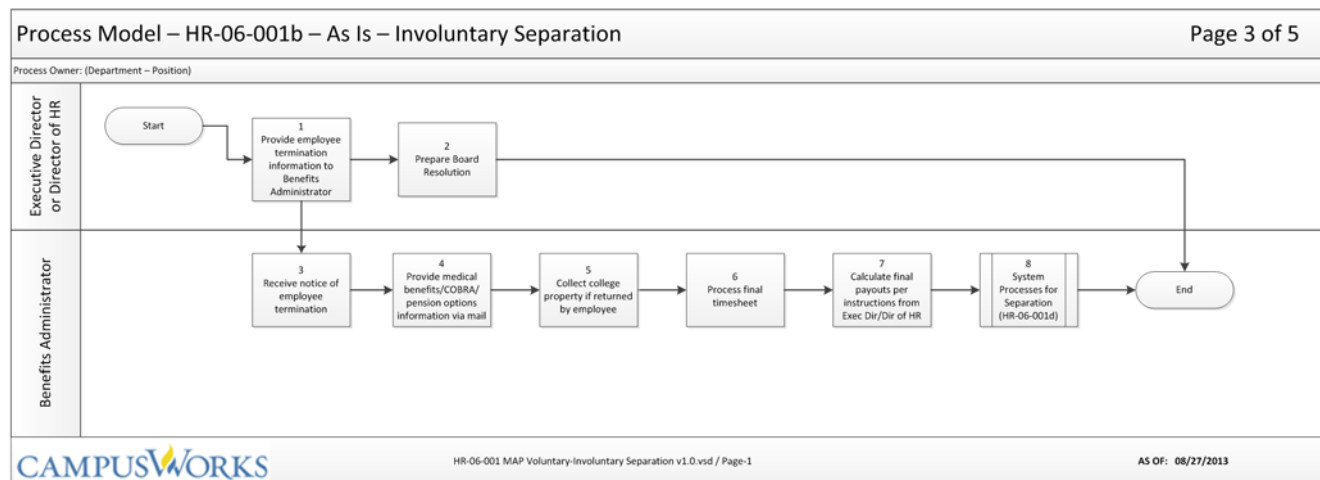 Process Model – HR-06-001b – As Is – Involuntary Separation
Page 3 of 5
Process Owner: (Department – Position)
Executive Director
or Director of HR
Start
1
Provide employee
termination
information to
Benefits
Administrator
2
Prepare Board
Resolution
Benefits Administrator
3
Receive notice of
employee
termination
4
Provide medical
benefits/COBRA/
pension options
information via mail
5
Collect college
property if returned
by employee
6
Process final
timesheet
7
Calculate final
payouts per
instructions from
Exec Dir/Dir of HR
8
System
Processes for
Separation
(HR-06-001d)
End
CAMPUSWORKS
HR-06-001 MAP Voluntary-Involuntary Separation v1.0.vsd / Page-1
AS OF: 08/27/2013